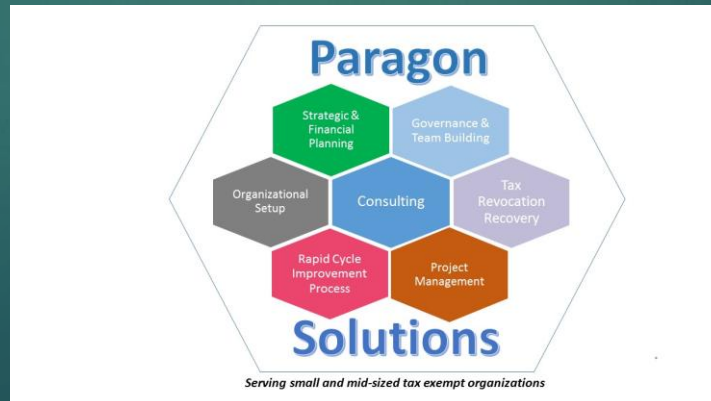 Paragon
Strategic &
Financial
Planning
Governance &
Team Building
Organizational
Setup
Consulting
Tax
Revocation
Recovery
Rapid Cycle
Improvement
Process
Project
Management
Solutions
Serving small and mid-sized tax exempt organizations